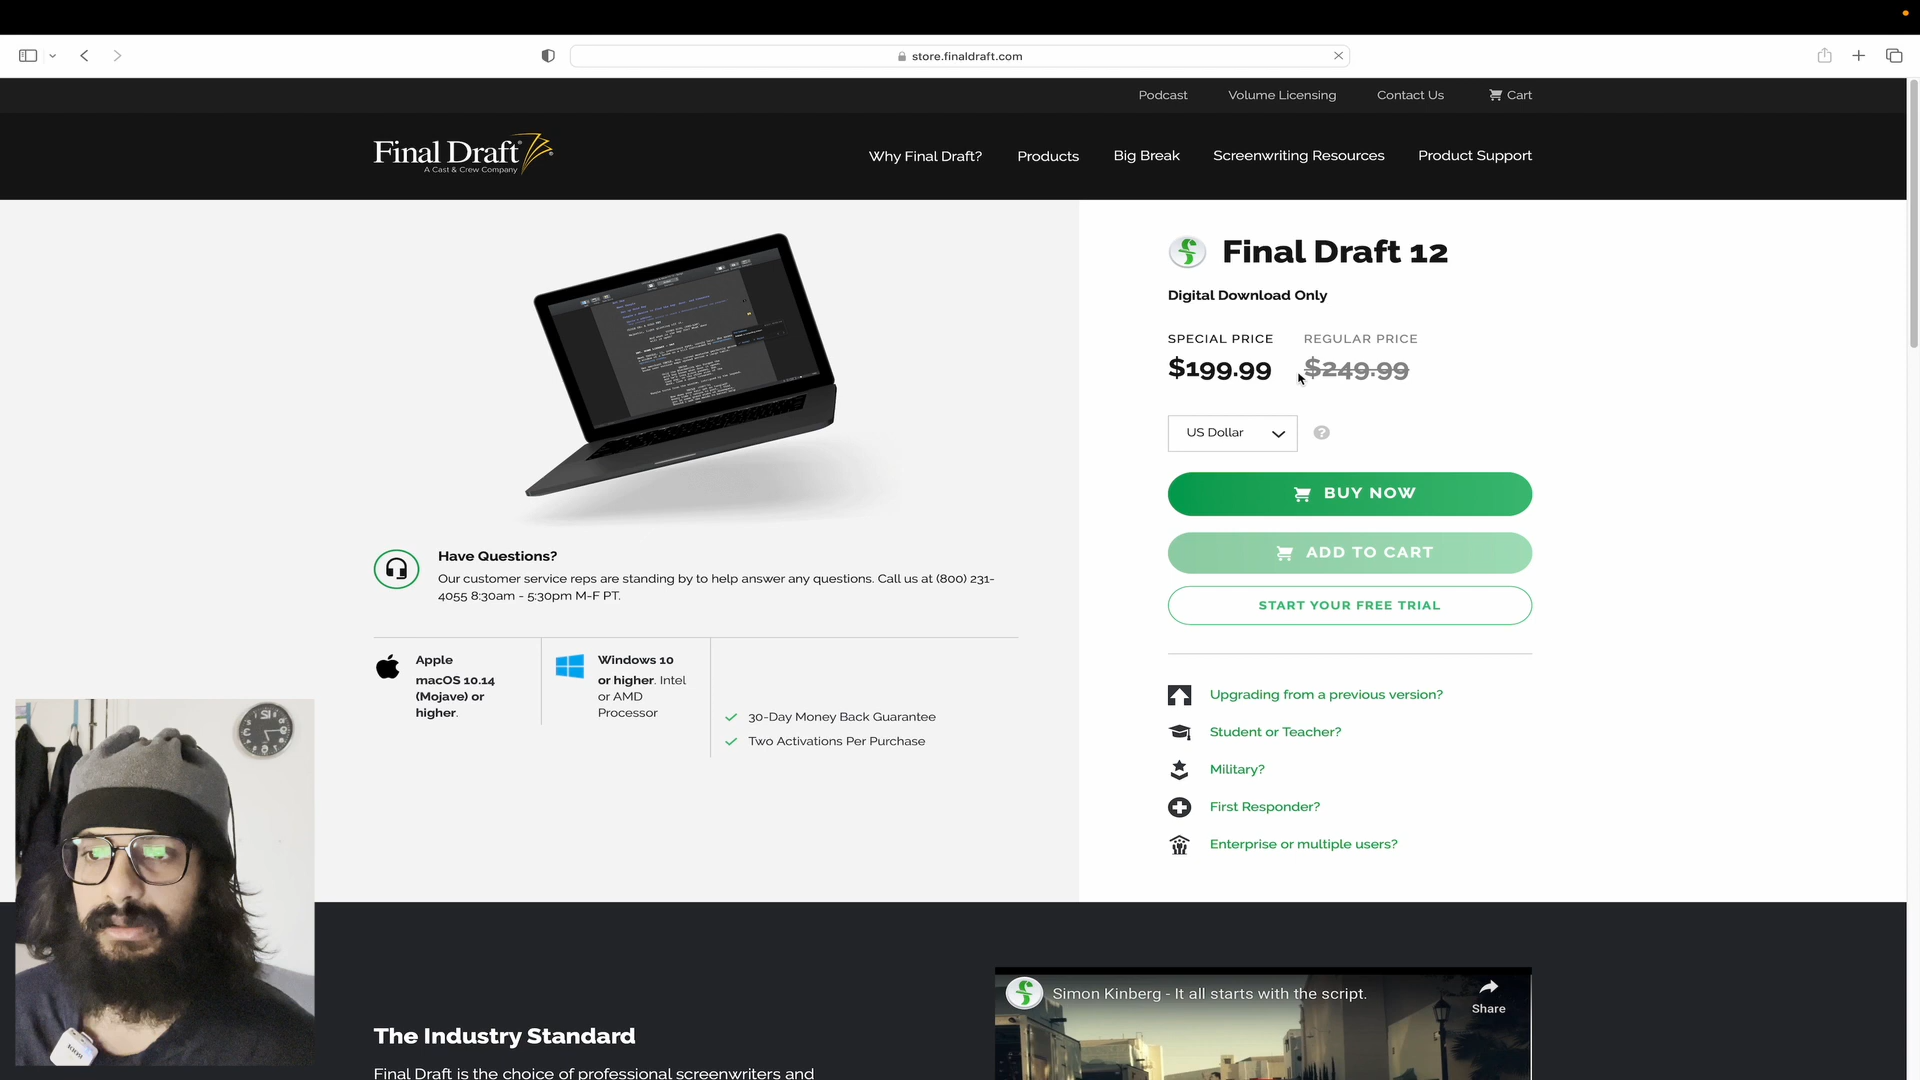 store.finaldraft.com
Podcast
Volume Licensing
Contact Us
Cart
Final Draft®
A Cast & Crew Company
Why Final Draft?
Products
Big Break
Screenwriting Resources
Product Support
Final Draft 12
Digital Download Only
SPECIAL PRICE
REGULAR PRICE
$199.99
$249.99
US Dollar
?
BUY NOW
ADD TO CART
START YOUR FREE TRIAL
Have Questions?
Our customer service reps are standing by to help answer any questions. Call us at (800) 231-
4055 8:30am - 5:30pm M-F PT.
Apple
macOS 10.14
(Mojave) or
higher.
Windows 10
or higher. Intel
or AMD
Processor
30-Day Money Back Guarantee
Two Activations Per Purchase
Upgrading from a previous version?
Student or Teacher?
Military?
First Responder?
Enterprise or multiple users?
The Industry Standard
Final Draft is the choice of professional screenwriters and
Simon Kinberg - It all starts with the script.
Share